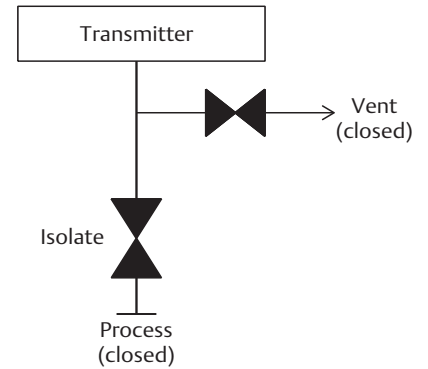 Transmitter
Vent
(closed)
Isolate
Process
(closed)